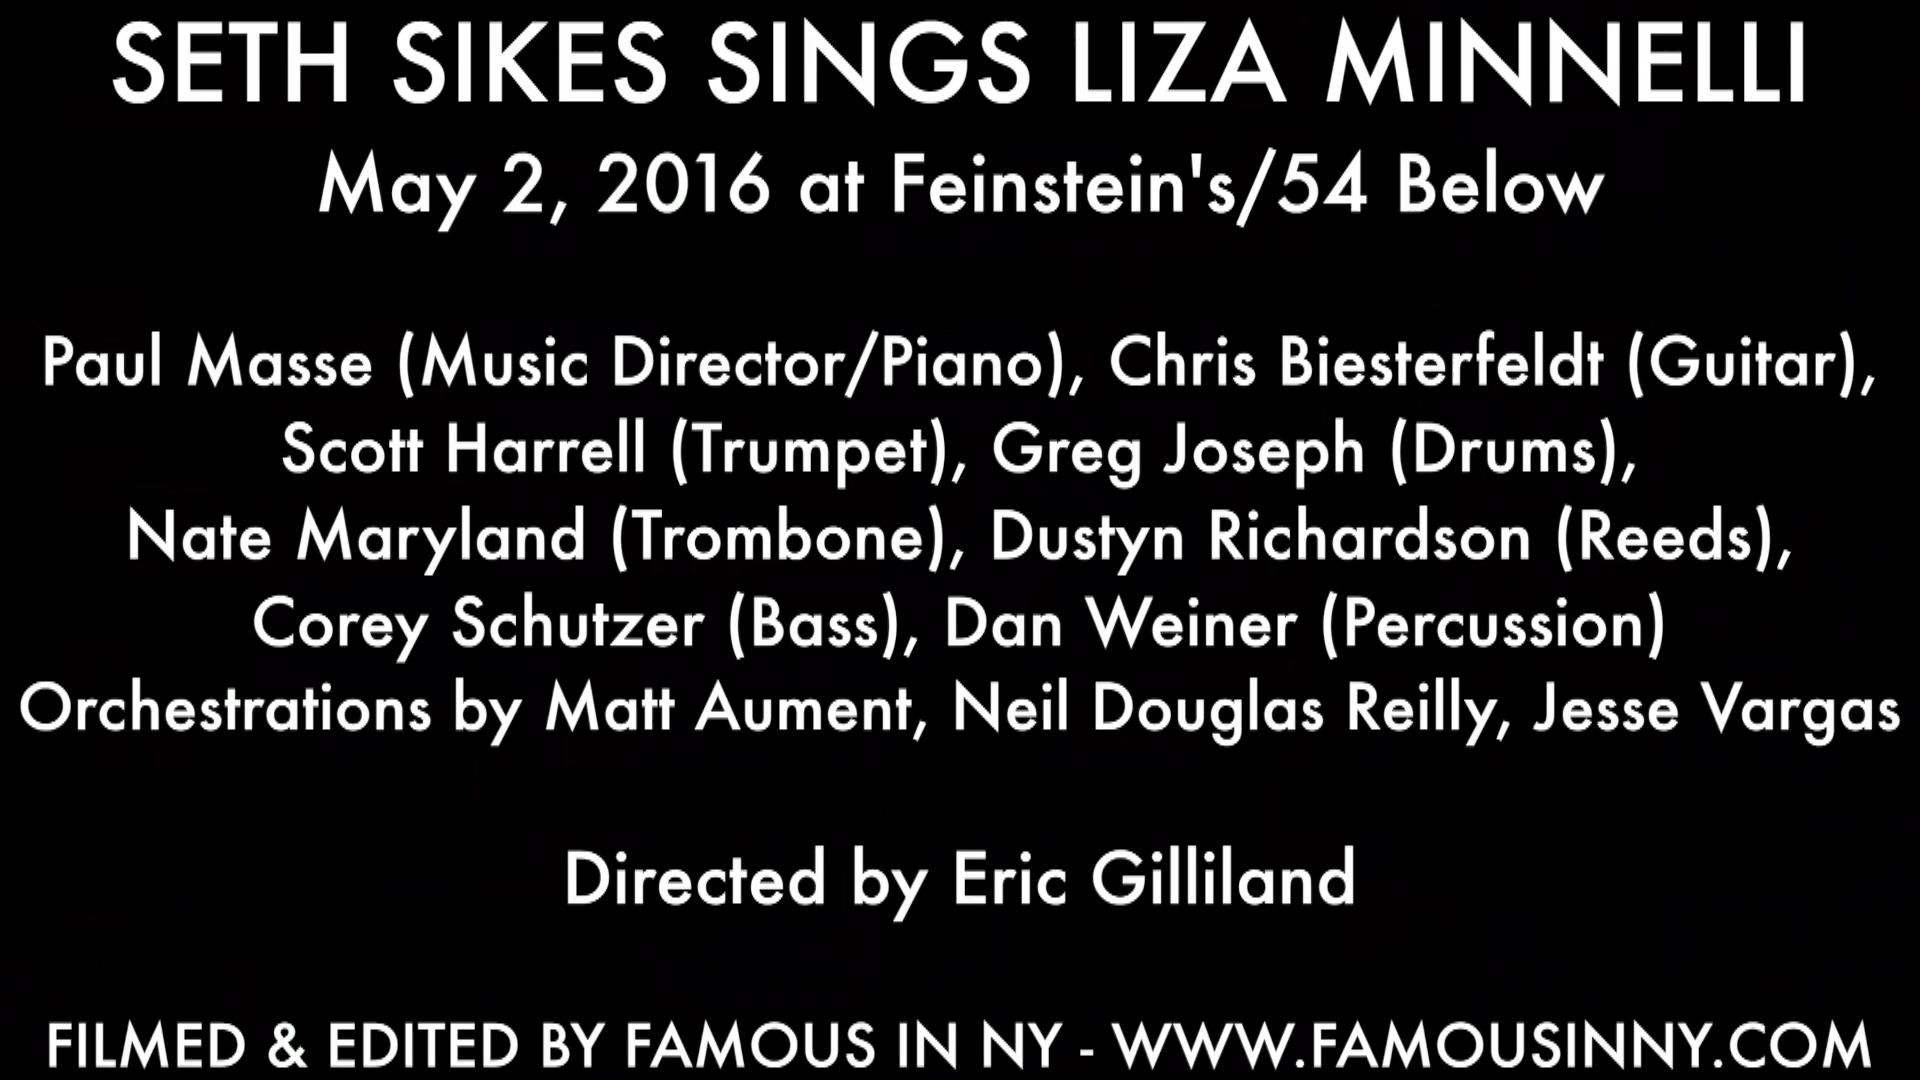 SETH SIKES SINGS LIZA MINNELLI
May 2, 2016 at Feinstein's/54 Below
Paul Masse (Music Director/Piano), Chris Biesterfeldt (Guitar),
Scott Harrell (Trumpet), Greg Joseph (Drums),
Nate Maryland (Trombone), Dustyn Richardson (Reeds),
Corey Schutzer (Bass), Dan Weiner (Percussion)
Orchestrations by Matt Aument, Neil Douglas Reilly, Jesse Vargas
Directed by Eric Gilliland
FILMED & EDITED BY FAMOUS IN NY - WWW.FAMOUSINNY.COM